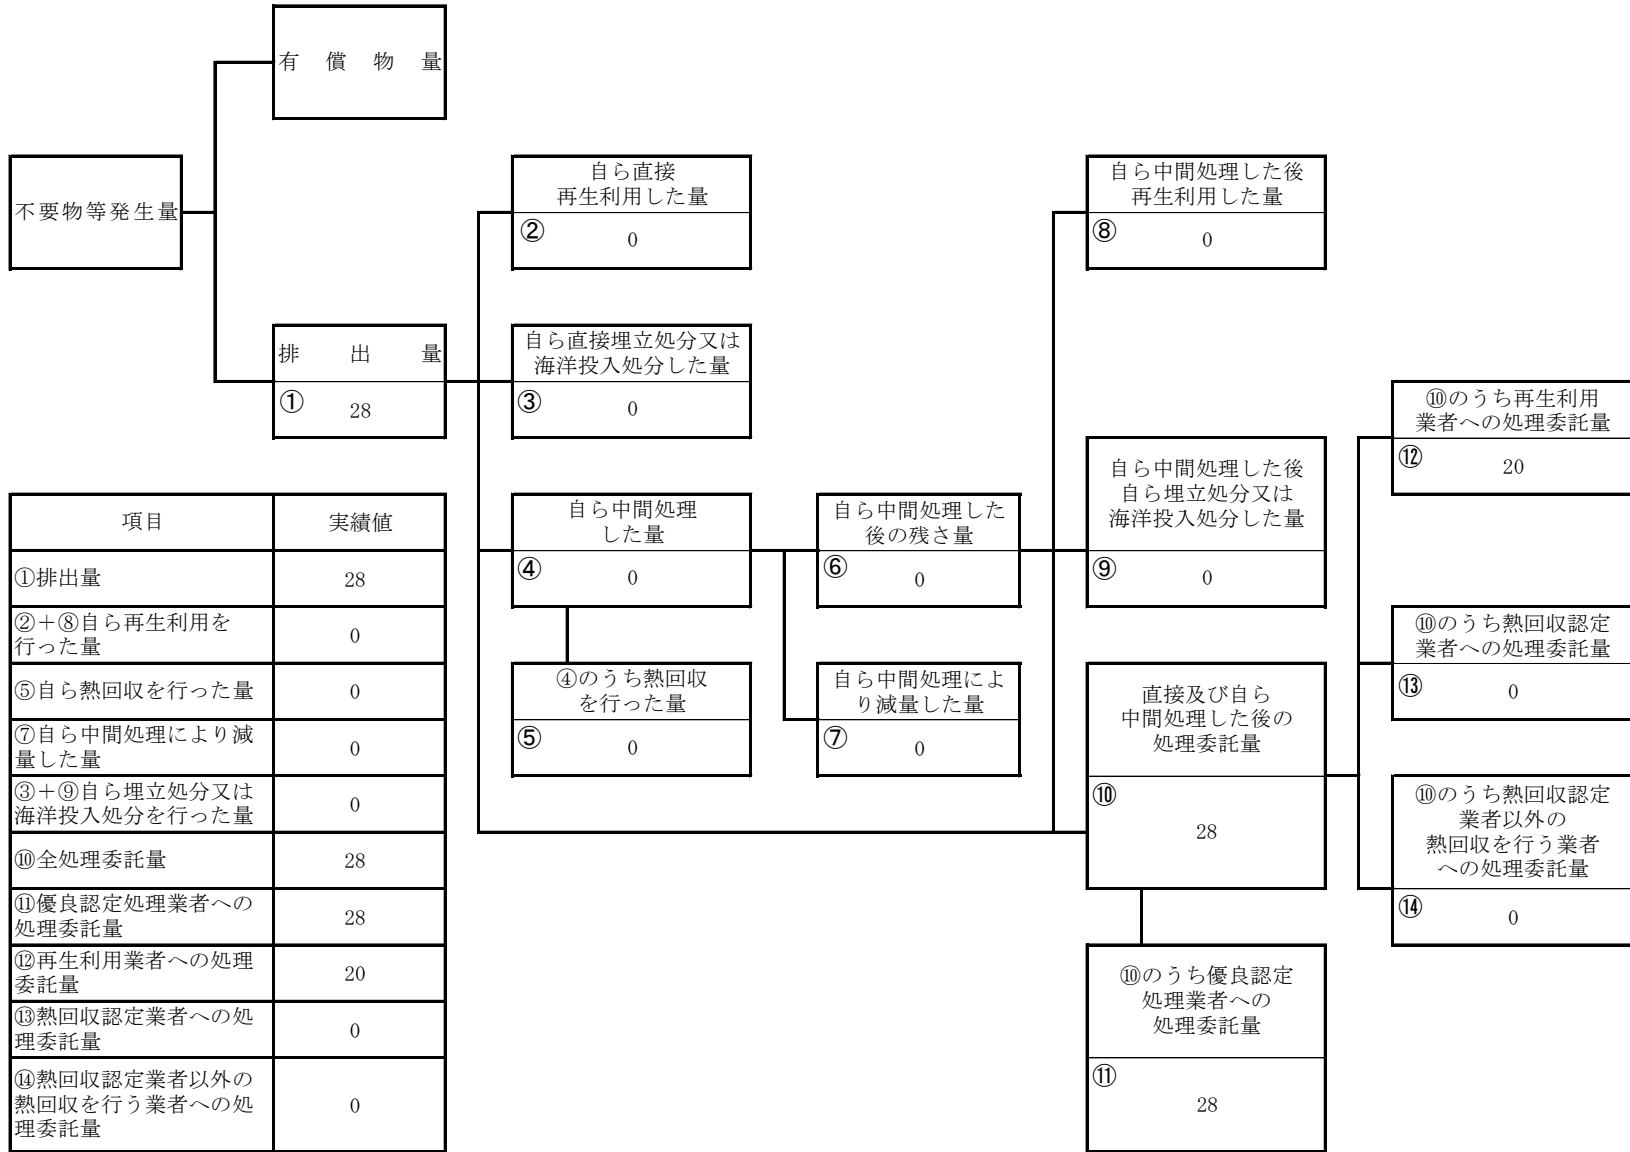 有償物量
不要物等発生量
自ら直接
再生利用した量
② 0
自ら中間処理した後
再生利用した量
⑧ 0
排出量
① 28
自ら直接埋立処分又は
海洋投入処分した量
③ 0
⑩のうち再生利用
業者への処理委託量
⑫ 20
自ら中間処理
した量
④ 0
自ら中間処理した
後の残さ量
⑥ 0
自ら中間処理した後
自ら埋立処分又は
海洋投入処分した量
⑨ 0
④のうち熱回収
を行った量
⑤ 0
自ら中間処理によ
り減量した量
⑦ 0
直接及び自ら
中間処理した後の
処理委託量
⑩
28
⑩のうち熱回収認定
業者への処理委託量
⑬ 0
⑩のうち熱回収認定
業者以外の
熱回収を行う業者
への処理委託量
⑭ 0
⑩のうち優良認定
処理業者への
処理委託量
⑪
28
項目 実績値
①排出量 28
②+⑧自ら再生利用を
行った量 0
⑤自ら熱回収を行った量 0
⑦自ら中間処理により減
量した量 0
③+⑨自ら埋立処分又は
海洋投入処分を行った量 0
⑩全処理委託量 28
⑪優良認定処理業者への
処理委託量 28
⑫再生利用業者への処理
委託量 20
⑬熱回収認定業者への処
理委託量 0
⑭熱回収認定業者以外の
熱回収を行う業者への処
理委託量 0